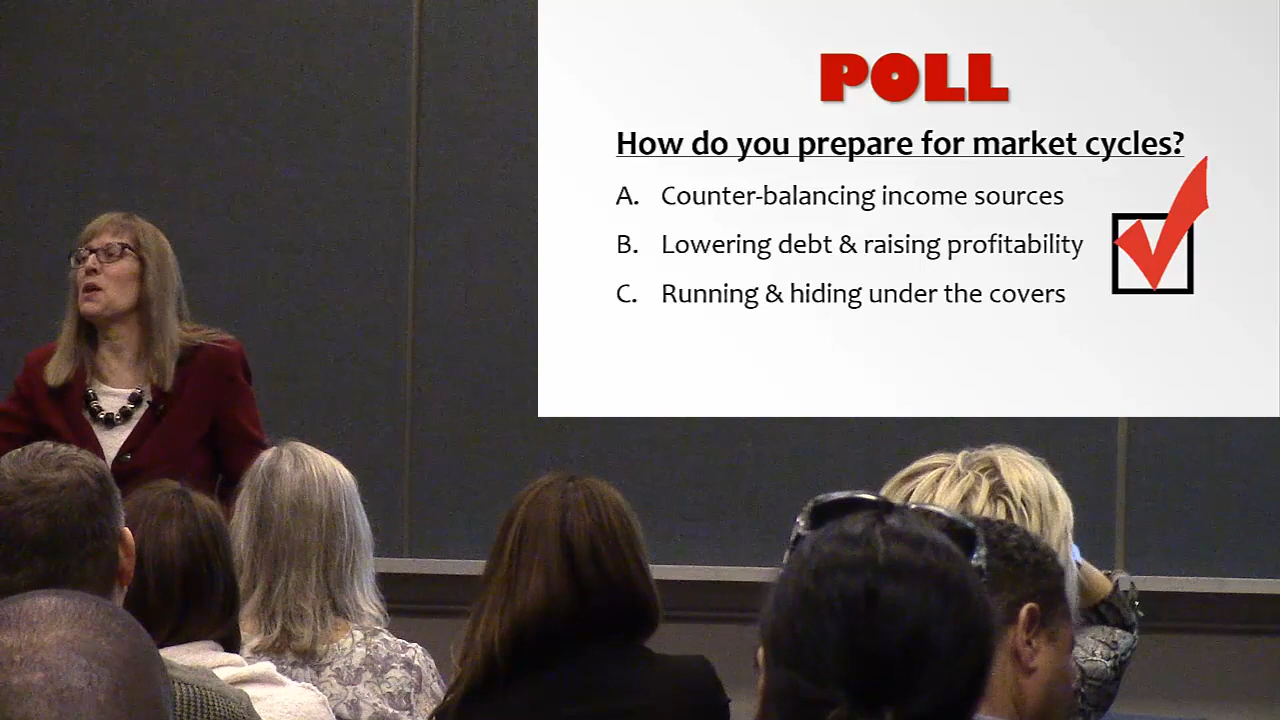 POLL
How do you prepare for market cycles?
A. Counter-balancing income sources
B. Lowering debt & raising profitability
C. Running & hiding under the covers